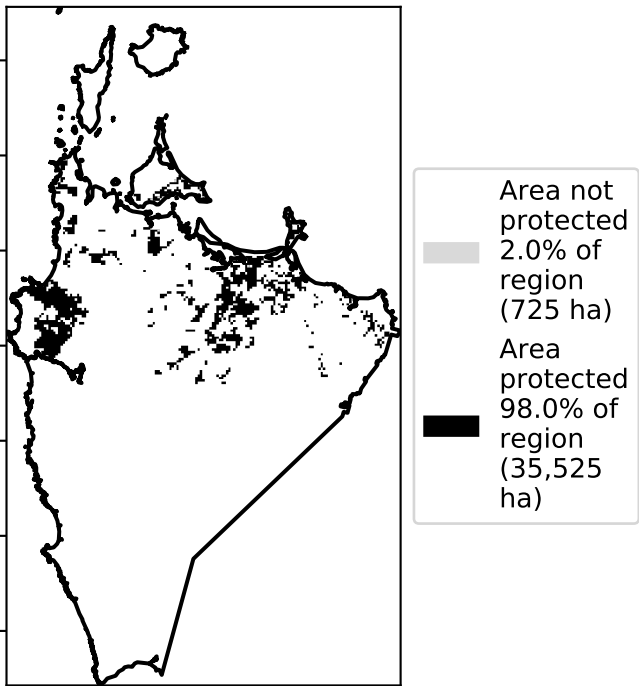 Area not
protected
2.0% of
region
(725 ha)
Area
protected
98.0% of
region
(35,525
ha)